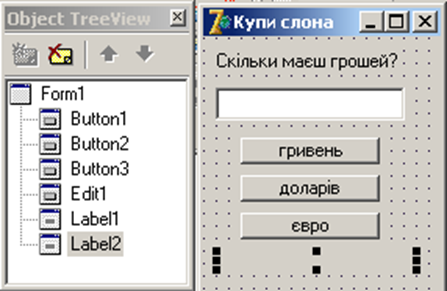 Object TreeView
Form1
Button1
Button2
Button3
Edit1
Label1
Label2
Купи слона
Скільки маєш грошей?
гривень
доларів
євро